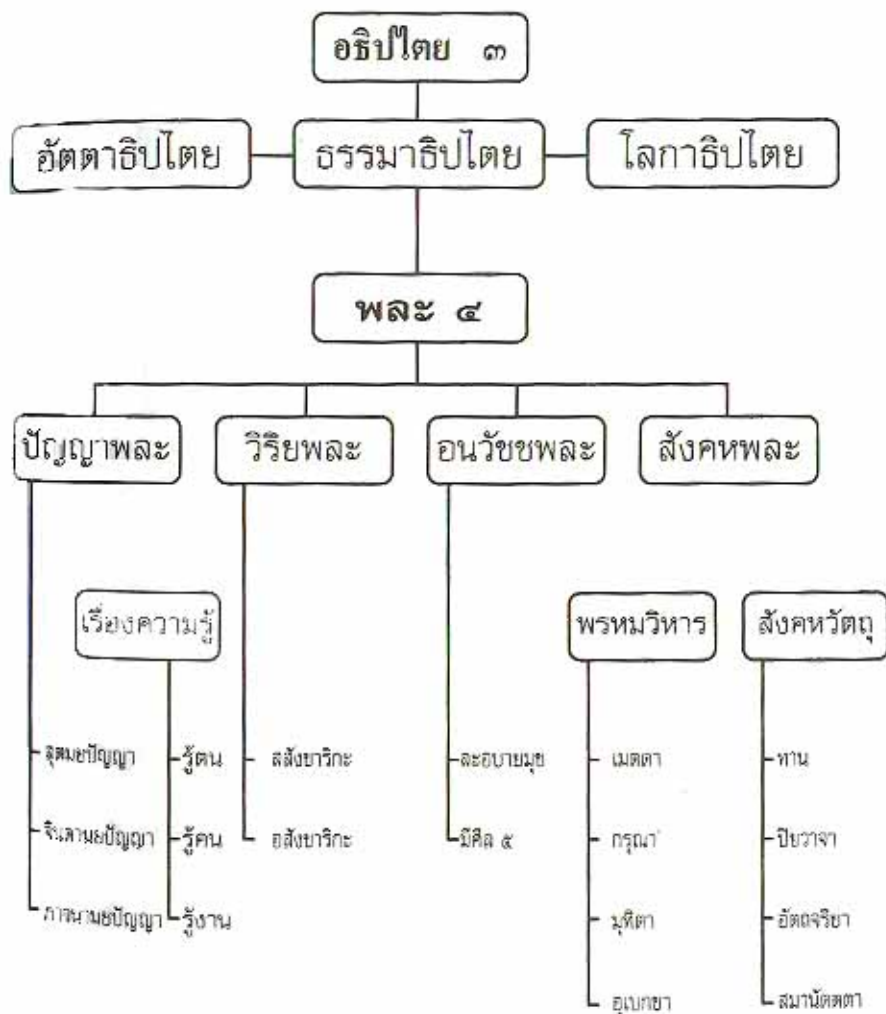 อธิปไตย ๓
อัตตาธิปไตย ธรรมาธิปไตย โลกาธิปไตย
พละ ๔
ปัญญาพละ วิริยพละ อนวัชชพละ สังคหพละ
เรื่องความรู้ พรหมวิหาร สังคหวัตถุ
สุตมยปัญญา รู้ตน สสังขาริกะ ละอบายมุข เมตตา ทาน
จินตามยปัญญา รู้คน อสังขาริกะ มีศีล ๕ กรุณา ปิยวาจา
ภาวนามยปัญญา รู้งาน มุทิตา อัตถจริยา
อุเบกขา สมานัตตตา